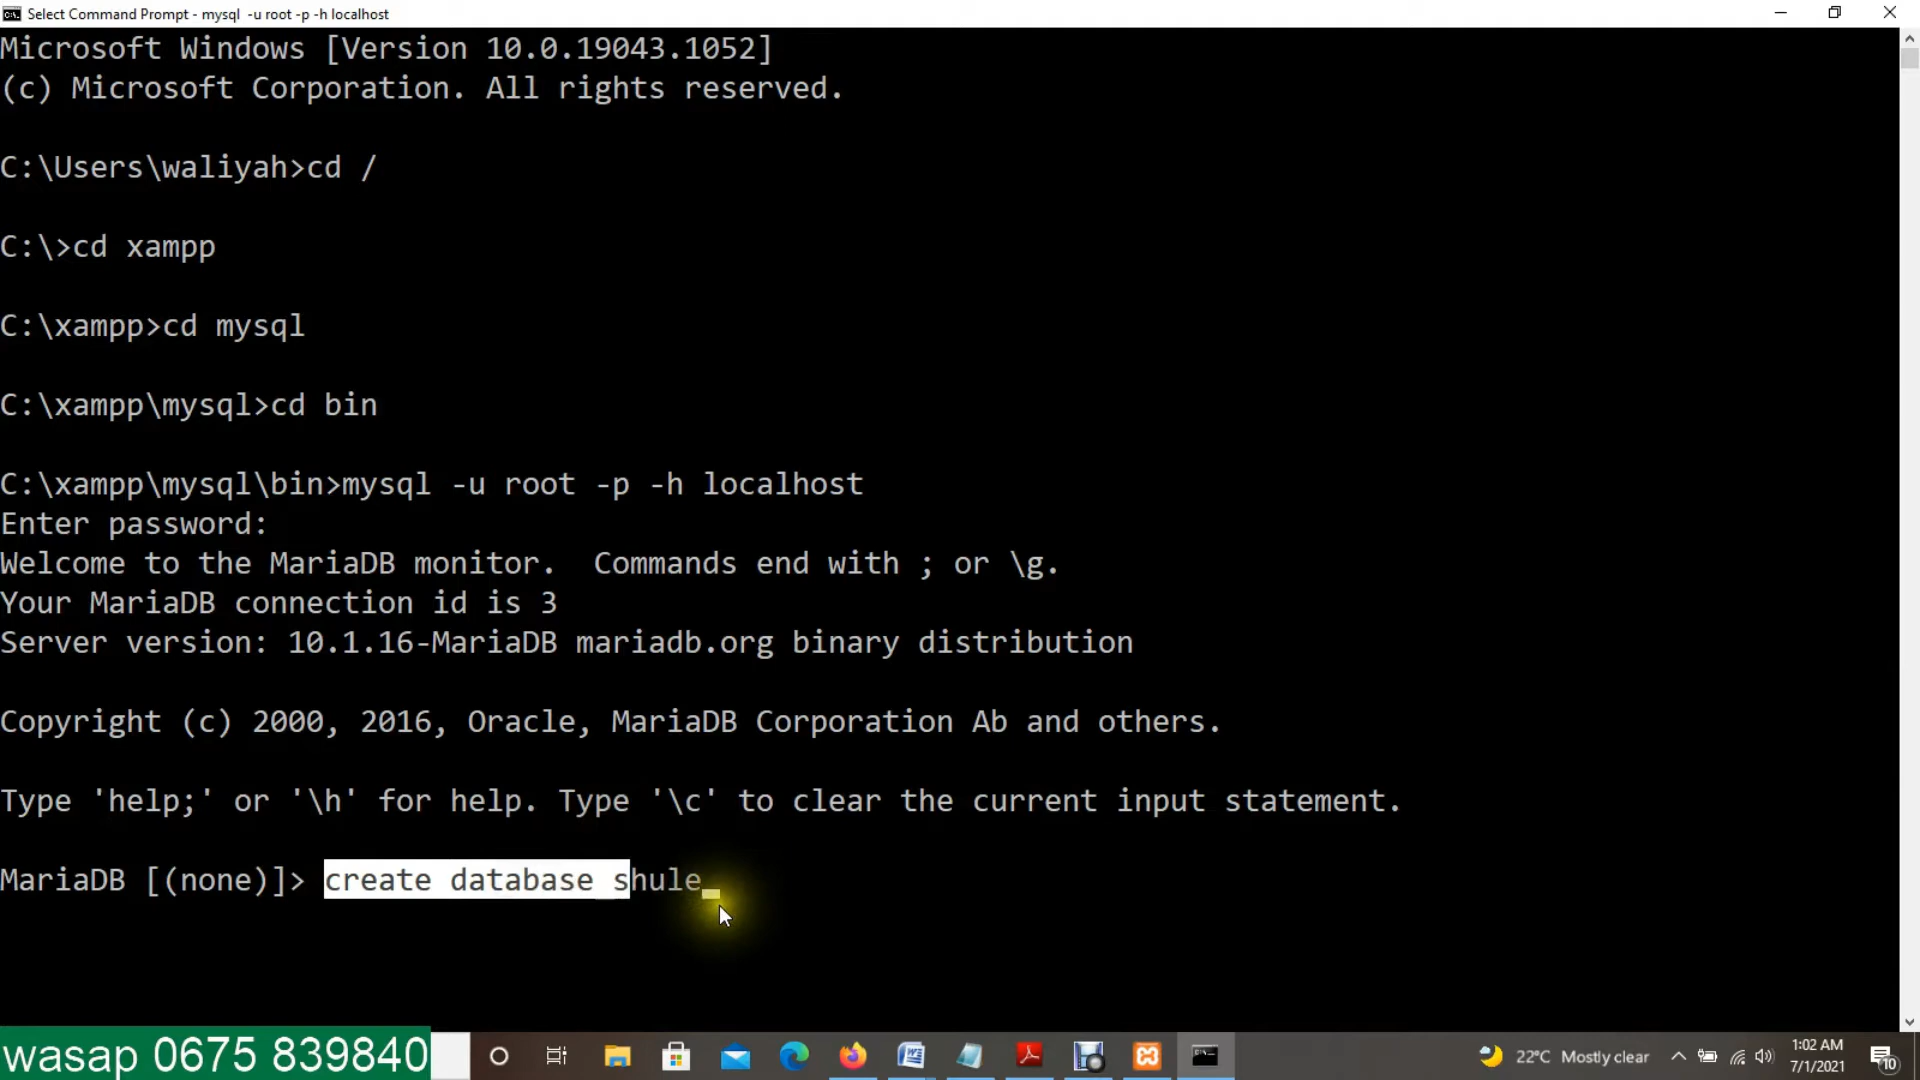 Select Command Prompt - mysql  -u root -p -h localhost
Microsoft Windows [Version 10.0.19043.1052]
(c) Microsoft Corporation. All rights reserved.
C:\Users\waliyah>cd /
C:\>cd xampp
C:\xampp>cd mysql
C:\xampp\mysql>cd bin
C:\xampp\mysql\bin>mysql -u root -p -h localhost
Enter password:
Welcome to the MariaDB monitor.  Commands end with ; or \g.
Your MariaDB connection id is 3
Server version: 10.1.16-MariaDB mariadb.org binary distribution
Copyright (c) 2000, 2016, Oracle, MariaDB Corporation Ab and others.
Type 'help;' or '\h' for help. Type '\c' to clear the current input statement.
MariaDB [(none)]> create database shule
wasap 0675 839840
22°C Mostly clear
1:02 AM
7/1/2021
10